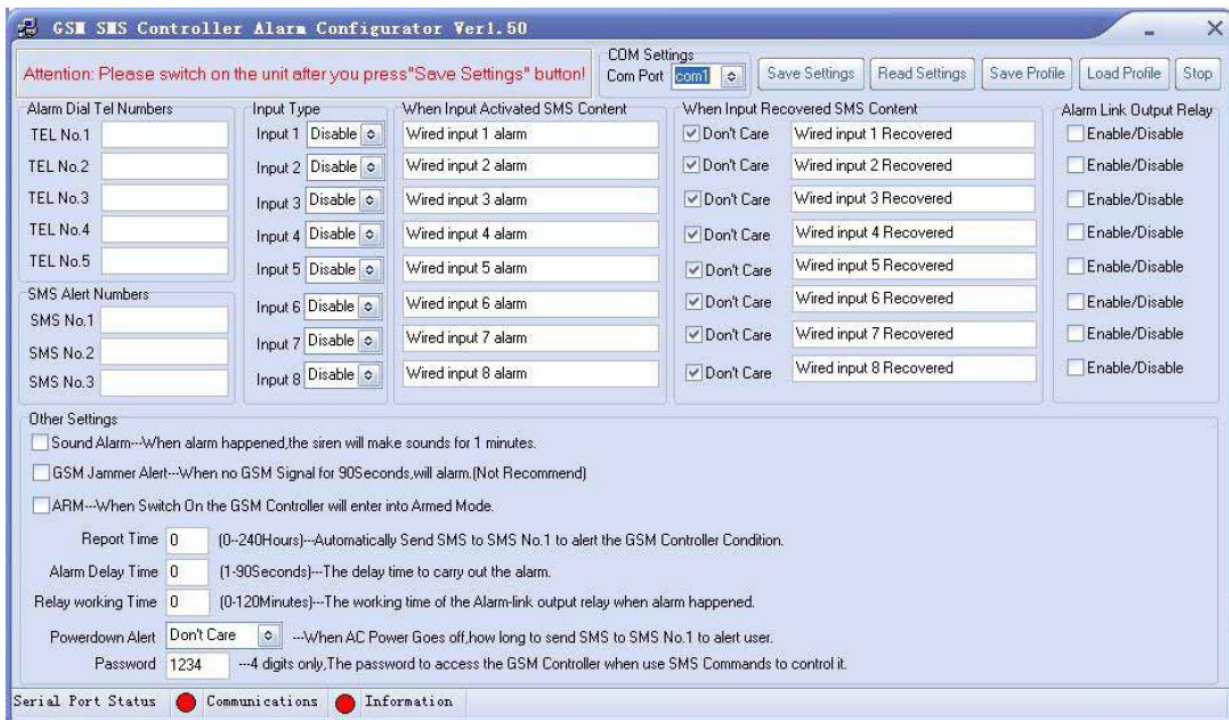 GSM SMS Controller Alarm Configurator Ver1.50
Attention: Please switch on the unit after you press"Save Settings" button!
COM Settings
Com Port com1
Save Settings
Read Settings
Save Profile
Load Profile
Stop
Alarm Dial Tel Numbers
TEL No.1
TEL No.2
TEL No.3
TEL No.4
TEL No.5
SMS Alert Numbers
SMS No.1
SMS No.2
SMS No.3
Input Type
Input 1 Disable
Input 2 Disable
Input 3 Disable
Input 4 Disable
Input 5 Disable
Input 6 Disable
Input 7 Disable
Input 8 Disable
When Input Activated SMS Content
Wired input 1 alarm
Wired input 2 alarm
Wired input 3 alarm
Wired input 4 alarm
Wired input 5 alarm
Wired input 6 alarm
Wired input 7 alarm
Wired input 8 alarm
When Input Recovered SMS Content
Don't Care Wired input 1 Recovered
Don't Care Wired input 2 Recovered
Don't Care Wired input 3 Recovered
Don't Care Wired input 4 Recovered
Don't Care Wired input 5 Recovered
Don't Care Wired input 6 Recovered
Don't Care Wired input 7 Recovered
Don't Care Wired input 8 Recovered
Alarm Link Output Relay
Enable/Disable
Enable/Disable
Enable/Disable
Enable/Disable
Enable/Disable
Enable/Disable
Enable/Disable
Enable/Disable
Other Settings
Sound Alarm---When alarm happened,the siren will make sounds for 1 minutes.
GSM Jammer Alert---When no GSM Signal for 90Seconds,will alarm.(Not Recommend)
ARM---When Switch On the GSM Controller will enter into Armed Mode.
Report Time 0 (0--240Hours)---Automatically Send SMS to SMS No.1 to alert the GSM Controller Condition.
Alarm Delay Time 0 (1-90Seconds)---The delay time to carry out the alarm.
Relay working Time 0 (0-120Minutes)---The working time of the Alarm-link output relay when alarm happened.
Powerdown Alert Don't Care ---When AC Power Goes off,how long to send SMS to SMS No.1 to alert user.
Password 1234 ---4 digits only,The password to access the GSM Controller when use SMS Commands to control it.
Serial Port Status Communications Information